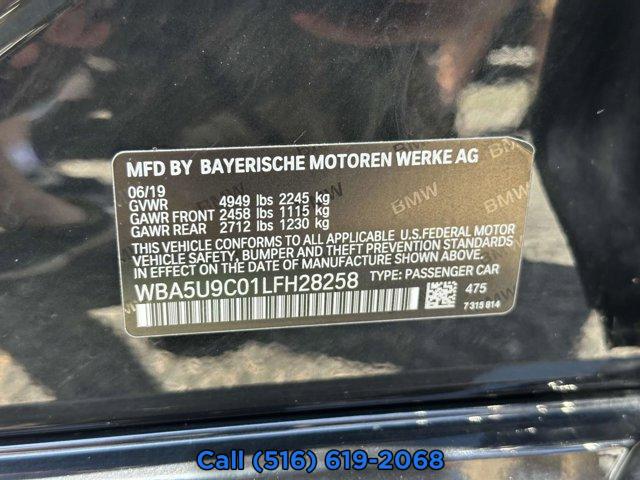 MFD BY BAYERISCHE MOTOREN WERKE AG
06/19
GVWR 4949 lbs 2245 kg
GAWR FRONT 2458 lbs 1115 kg
GAWR REAR 2712 lbs 1230 kg
THIS VEHICLE CONFORMS TO ALL APPLICABLE U.S.FEDERAL MOTOR
VEHICLE SAFETY, BUMPER, AND THEFT PREVENTION STANDARDS
IN EFFECT ON THE DATE OF MANUFACTURE SHOWN ABOVE.
WBA5U9C01LFH28258 TYPE: PASSENGER CAR
475
7315814
BMW
BMW
Call (516) 619-2068